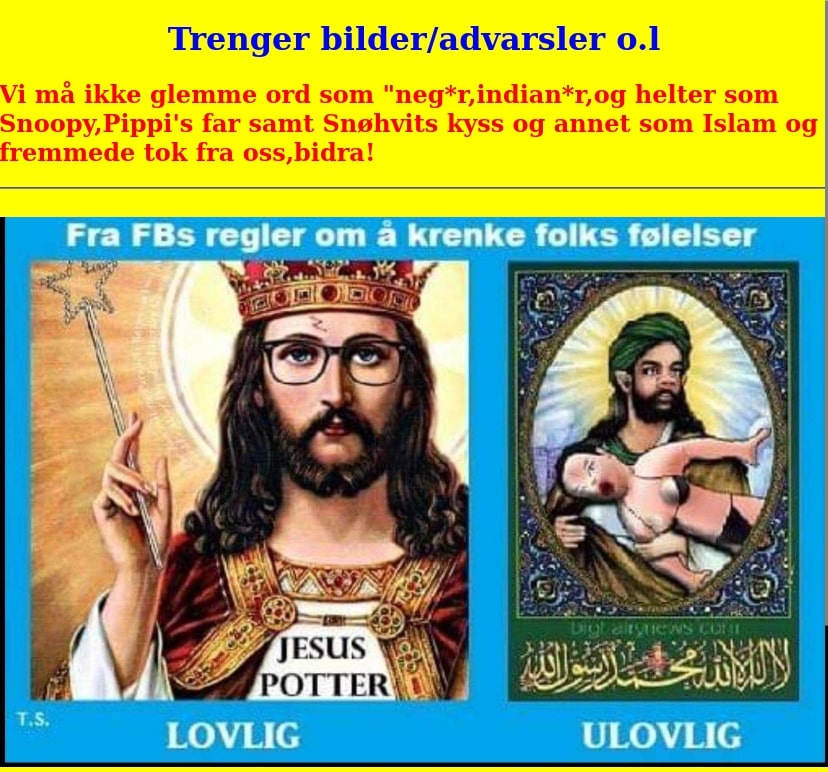 Trenger bilder/advarsler o.l
Vi må ikke glemme ord som "neg*r,indian*r,og helter som
Snoopy,Pippi's far samt Snøhvits kyss og annet som Islam og
fremmede tok fra oss,bidra!
Fra FBs regler om å krenke folks følelser
JESUS
POTTER
لا إله إلا الله محمد رسول الله
T.S.
LOVLIG
ULOVLIG